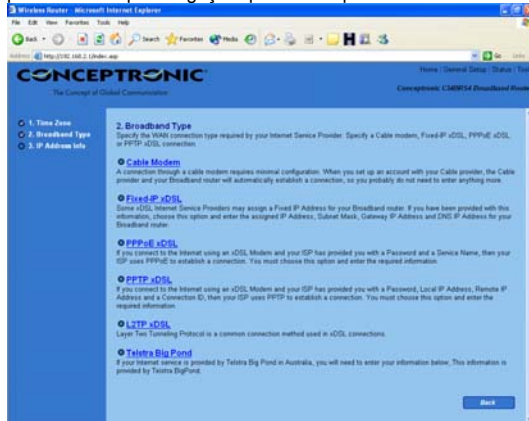 Wireless Router - Microsoft Internet Explorer
File Edit View Favorites Tools Help
Back Search Favorites Media
Address http://192.168.2.1/index.asp Go Links
CONCEPTRONIC
The Concept of Global Communication
Home | General Setup | Status | Tool
Conceptronic C54BRS4 Broadband Route
1. Time Zone
2. Broadband Type
3. IP Address Info
2. Broadband Type
Specify the WAN connection type required by your Internet Service Provider. Specify a Cable modem, Fixed-IP xDSL, PPPoE xDSL
or PPTP xDSL connection.
Cable Modem
A connection through a cable modem requires minimal configuration. When you set up an account with your Cable provider, the Cable
provider and your Broadband router will automatically establish a connection, so you probably do not need to enter anything more.
Fixed-IP xDSL
Some xDSL Internet Service Providers may assign a Fixed IP Address for your Broadband router. If you have been provided with this
information, choose this option and enter the assigned IP Address, Subnet Mask, Gateway IP Address and DNS IP Address for your
Broadband router.
PPPoE xDSL
If you connect to the Internet using an xDSL Modem and your ISP has provided you with a Password and a Service Name, then your
ISP uses PPPoE to establish a connection. You must choose this option and enter the required information.
PPTP xDSL
If you connect to the Internet using an xDSL Modem and your ISP has provided you with a Password, Local IP Address, Remote IP
Address and a Connection ID, then your ISP uses PPTP to establish a connection. You must choose this option and enter the
required information.
L2TP xDSL
Layer Two Tunneling Protocol is a common connection method used in xDSL connections.
Telstra Big Pond
If your Internet service is provided by Telstra Big Pond in Australia, you will need to enter your information below, This information is
provided by Teistra BigPond.
Back